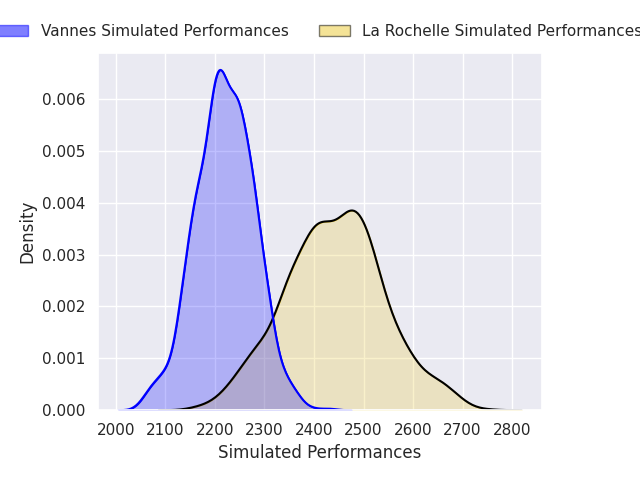 Vannes Simulated Performances
La Rochelle Simulated Performances
0.006
0.005
0.004
0.003
0.002
0.001
0.000
Density
2000 2100 2200 2300 2400 2500 2600 2700 2800
Simulated Performances